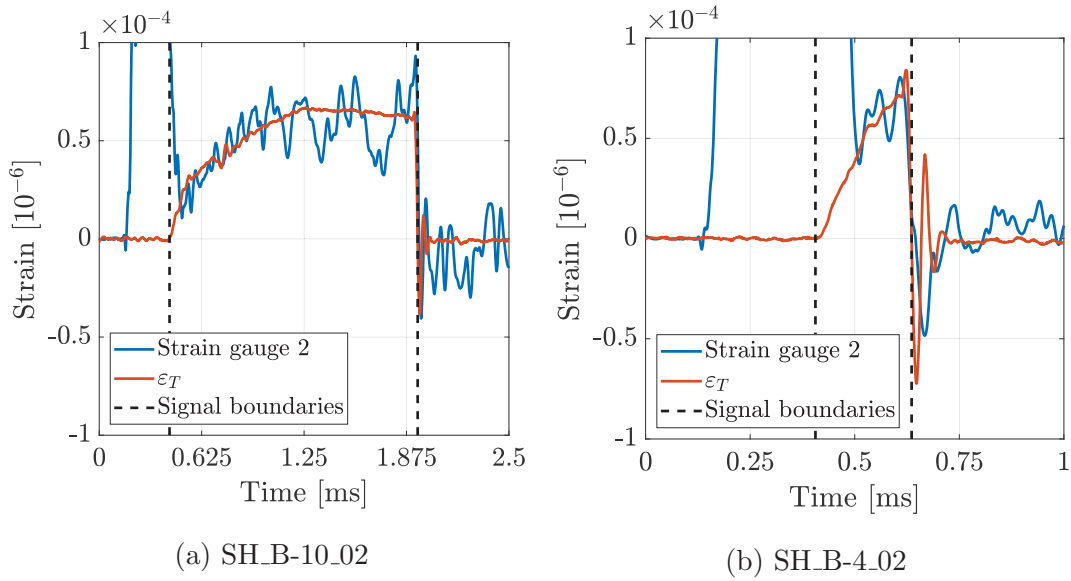 ×10⁻⁴
1
0.5
0
-0.5
-1
Strain [10⁻⁶]
Strain gauge 2
ε_T
Signal boundaries
0
0.625
1.25
1.875
2.5
Time [ms]
(a) SH_B-10_02
×10⁻⁴
1
0.5
0
-0.5
-1
Strain [10⁻⁶]
Strain gauge 2
ε_T
Signal boundaries
0
0.25
0.5
0.75
1
Time [ms]
(b) SH_B-4_02